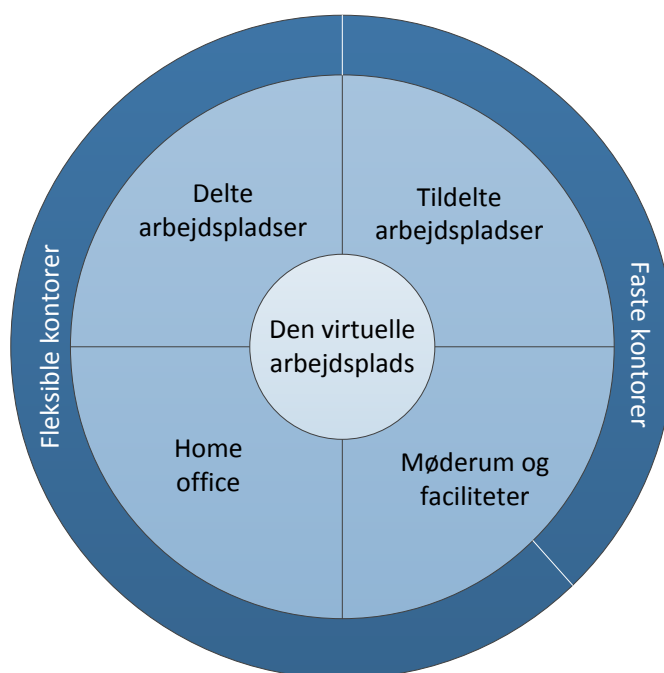 Delte
arbejdspladser
Tildelte
arbejdspladser
Fleksible kontorer
Den virtuelle
arbejdsplads
Faste kontorer
Home
office
Møderum og
faciliteter